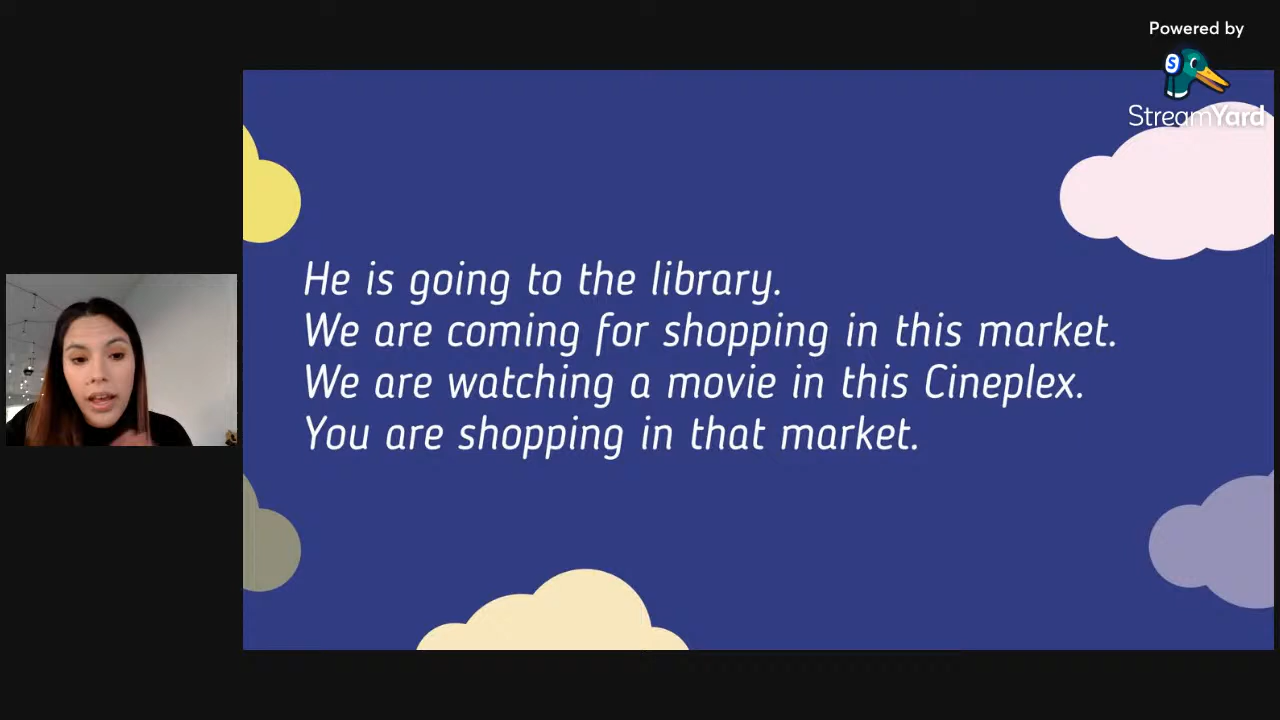 Powered by
StreamYard
He is going to the library.
We are coming for shopping in this market.
We are watching a movie in this Cineplex.
You are shopping in that market.